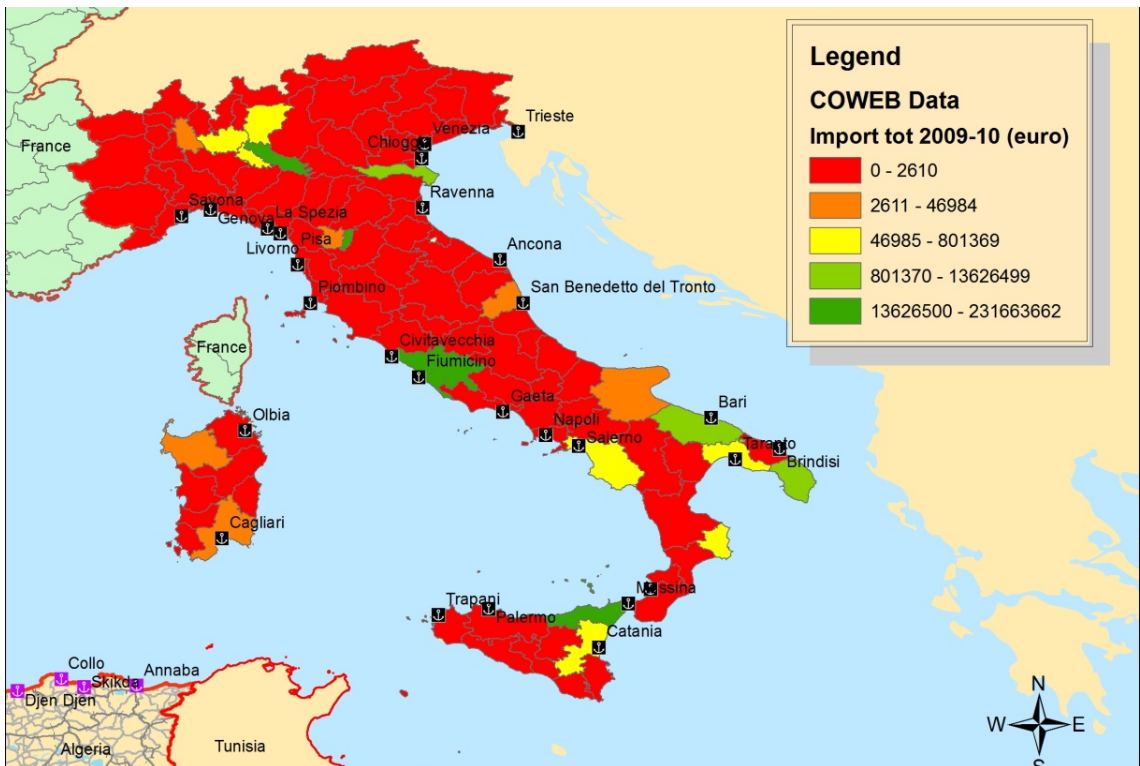 Legend
COWEB Data
Import tot 2009-10 (euro)
0 - 2610
2611 - 46984
46985 - 801369
801370 - 13626499
13626500 - 231663662
France
Trieste
Venezia
Chioggi
Ravenna
Savona
Genova
La Spezia
Pisa
Livorno
Ancona
Piombino
San Benedetto del Tronto
Civitavecchia
Fiumicino
France
Gaeta
Bari
Olbia
Napoli
Salerno
Taranto
Brindisi
Cagliari
Messina
Trapani
Palermo
Catania
Collo
Annaba
Skikda
Djen Djen
Algeria
Tunisia
N
W
E
S